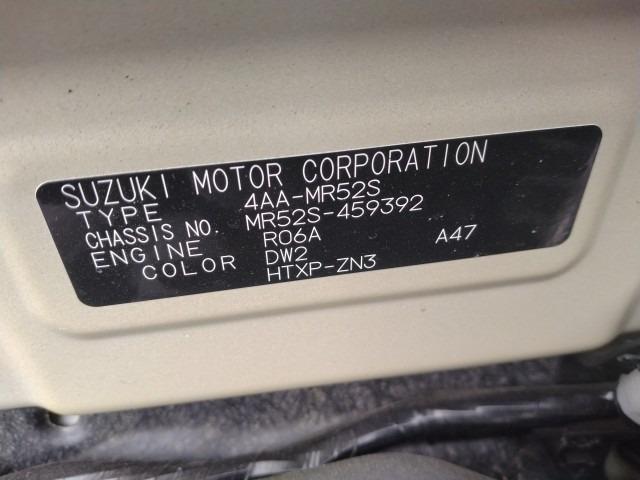 SUZUKI MOTOR CORPORATION
TYPE 4AA-MR52S
CHASSIS NO. MR52S-459392
ENGINE R06A A47
COLOR DW2
HTXP-ZN3